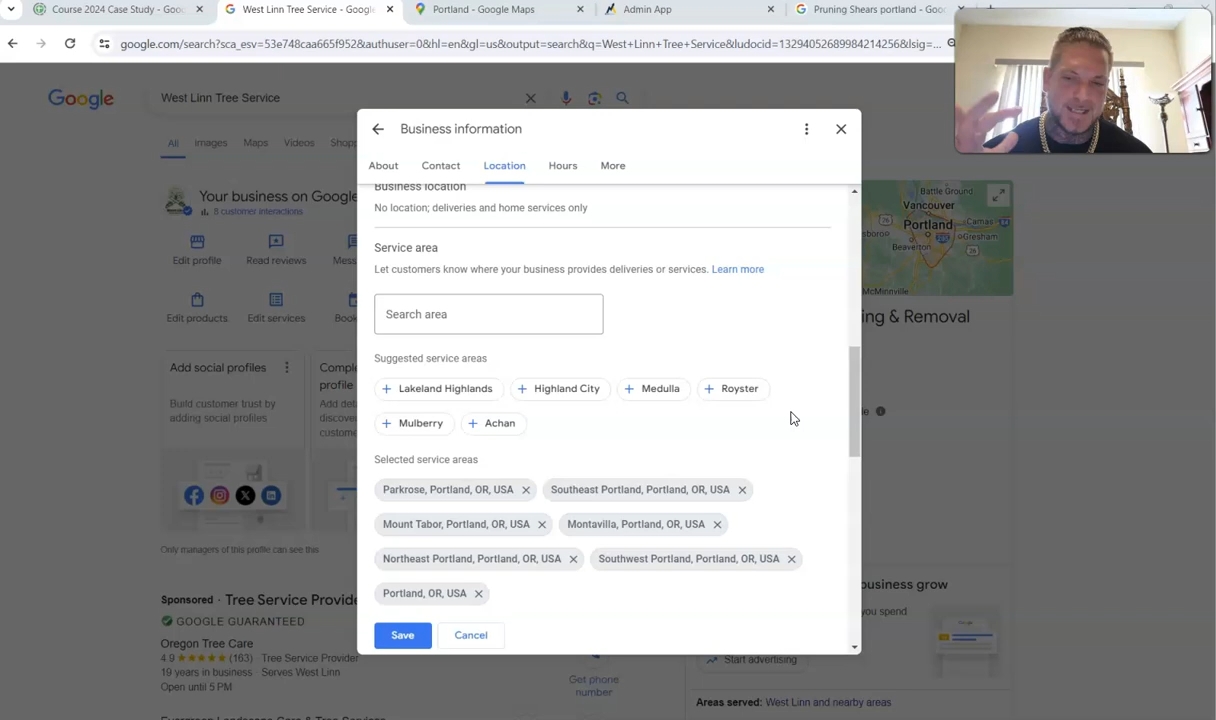 Course 2024 Case Study - Goo
West Linn Tree Service - Google
Portland - Google Maps
Admin App
Pruning Shears portland - Goo
google.com/search?sca_esv=53e748caa665f952&authuser=0&hl=en&gl=us&output=search&q=West+Linn+Tree+Service&ludocid=13294052689984214256&lsig=...
Google
West Linn Tree Service
All
Images
Maps
Videos
Shop
Your business on Google
8 customer interactions
Edit profile
Read reviews
Mess
Edit products
Edit services
Book
Add social profiles
Build customer trust by
adding social profiles
Comple
profile
Only managers of this profile can see this
Sponsored · Tree Service Provide
GOOGLE GUARANTEED
Oregon Tree Care
4.9 (163) · Tree Service Provider
19 years in business · Serves West Linn
Open until 5 PM
Business information
About
Contact
Location
Hours
More
Business location
No location; deliveries and home services only
Service area
Let customers know where your business provides deliveries or services. Learn more
Search area
Suggested service areas
+ Lakeland Highlands
+ Highland City
+ Medulla
+ Royster
+ Mulberry
+ Achan
Selected service areas
Parkrose, Portland, OR, USA
Southeast Portland, Portland, OR, USA
Mount Tabor, Portland, OR, USA
Montavilla, Portland, OR, USA
Northeast Portland, Portland, OR, USA
Southwest Portland, Portland, OR, USA
Portland, OR, USA
Save
Cancel
Get phone
number
Battle Ground
Vancouver
Camas
Portland
Beaverton
Gresham
McMinnville
ing & Removal
business grow
you spend
Start advertising
Areas served: West Linn and nearby areas